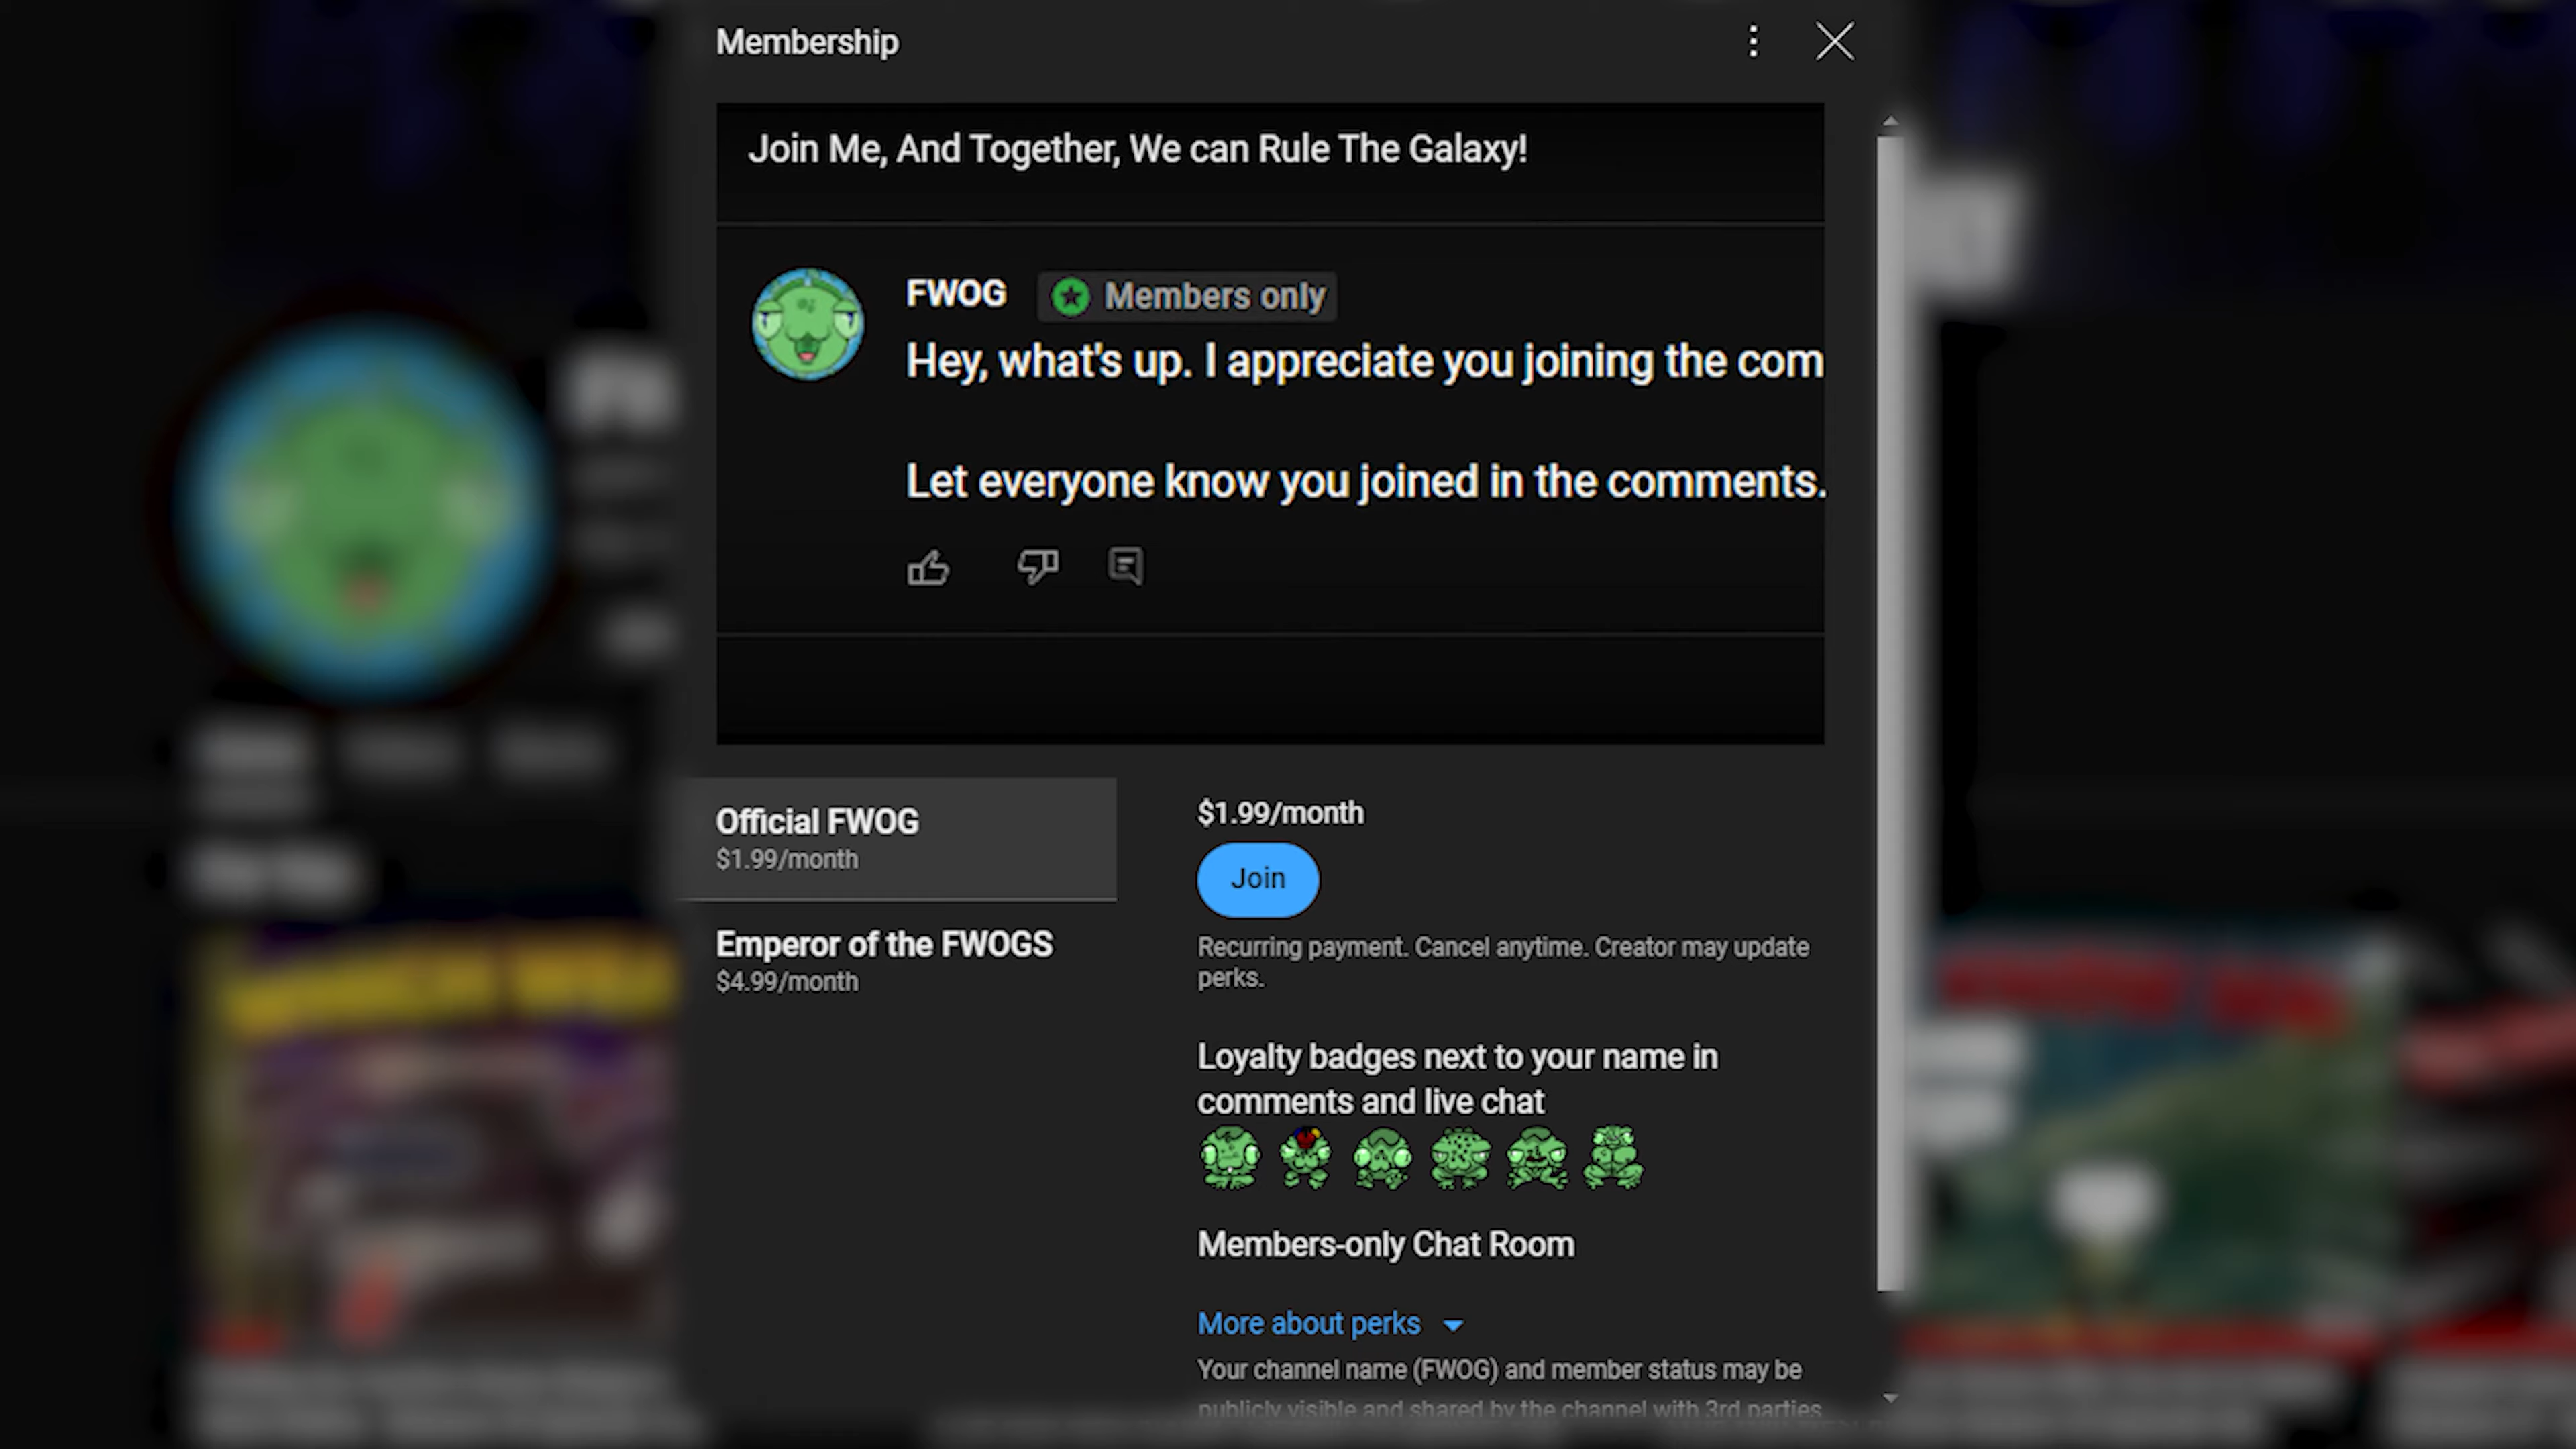 Membership
Join Me, And Together, We can Rule The Galaxy!
FWOG
Members only
Hey, what's up. I appreciate you joining the com
Let everyone know you joined in the comments.
Official FWOG
$1.99/month
Emperor of the FWOGS
$4.99/month
$1.99/month
Join
Recurring payment. Cancel anytime. Creator may update
perks.
Loyalty badges next to your name in
comments and live chat
Members-only Chat Room
More about perks
Your channel name (FWOG) and member status may be
publicly visible and shared by the channel with 3rd parties